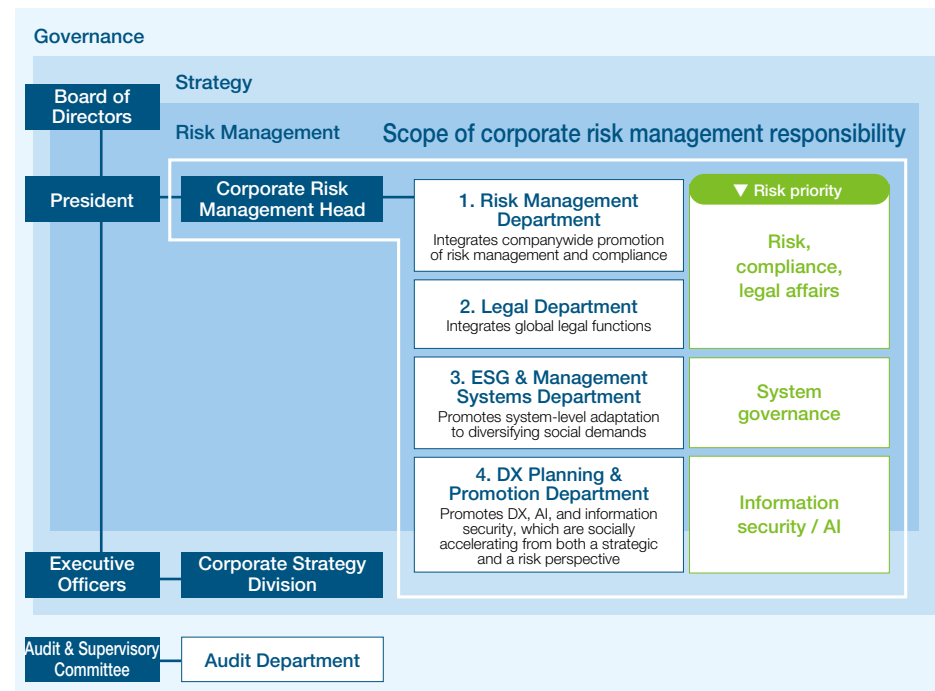 Governance
Strategy
Board of
Directors
Risk Management
Scope of corporate risk management responsibility
President
Corporate Risk
Management Head
1. Risk Management
Department
Integrates companywide promotion
of risk management and compliance
▼ Risk priority
Risk,
compliance,
legal affairs
2. Legal Department
Integrates global legal functions
3. ESG & Management
Systems Department
Promotes system-level adaptation
to diversifying social demands
System
governance
4. DX Planning &
Promotion Department
Promotes DX, AI, and information
security, which are socially
accelerating from both a strategic
and a risk perspective
Information
security / AI
Executive
Officers
Corporate Strategy
Division
Audit & Supervisory
Committee
Audit Department